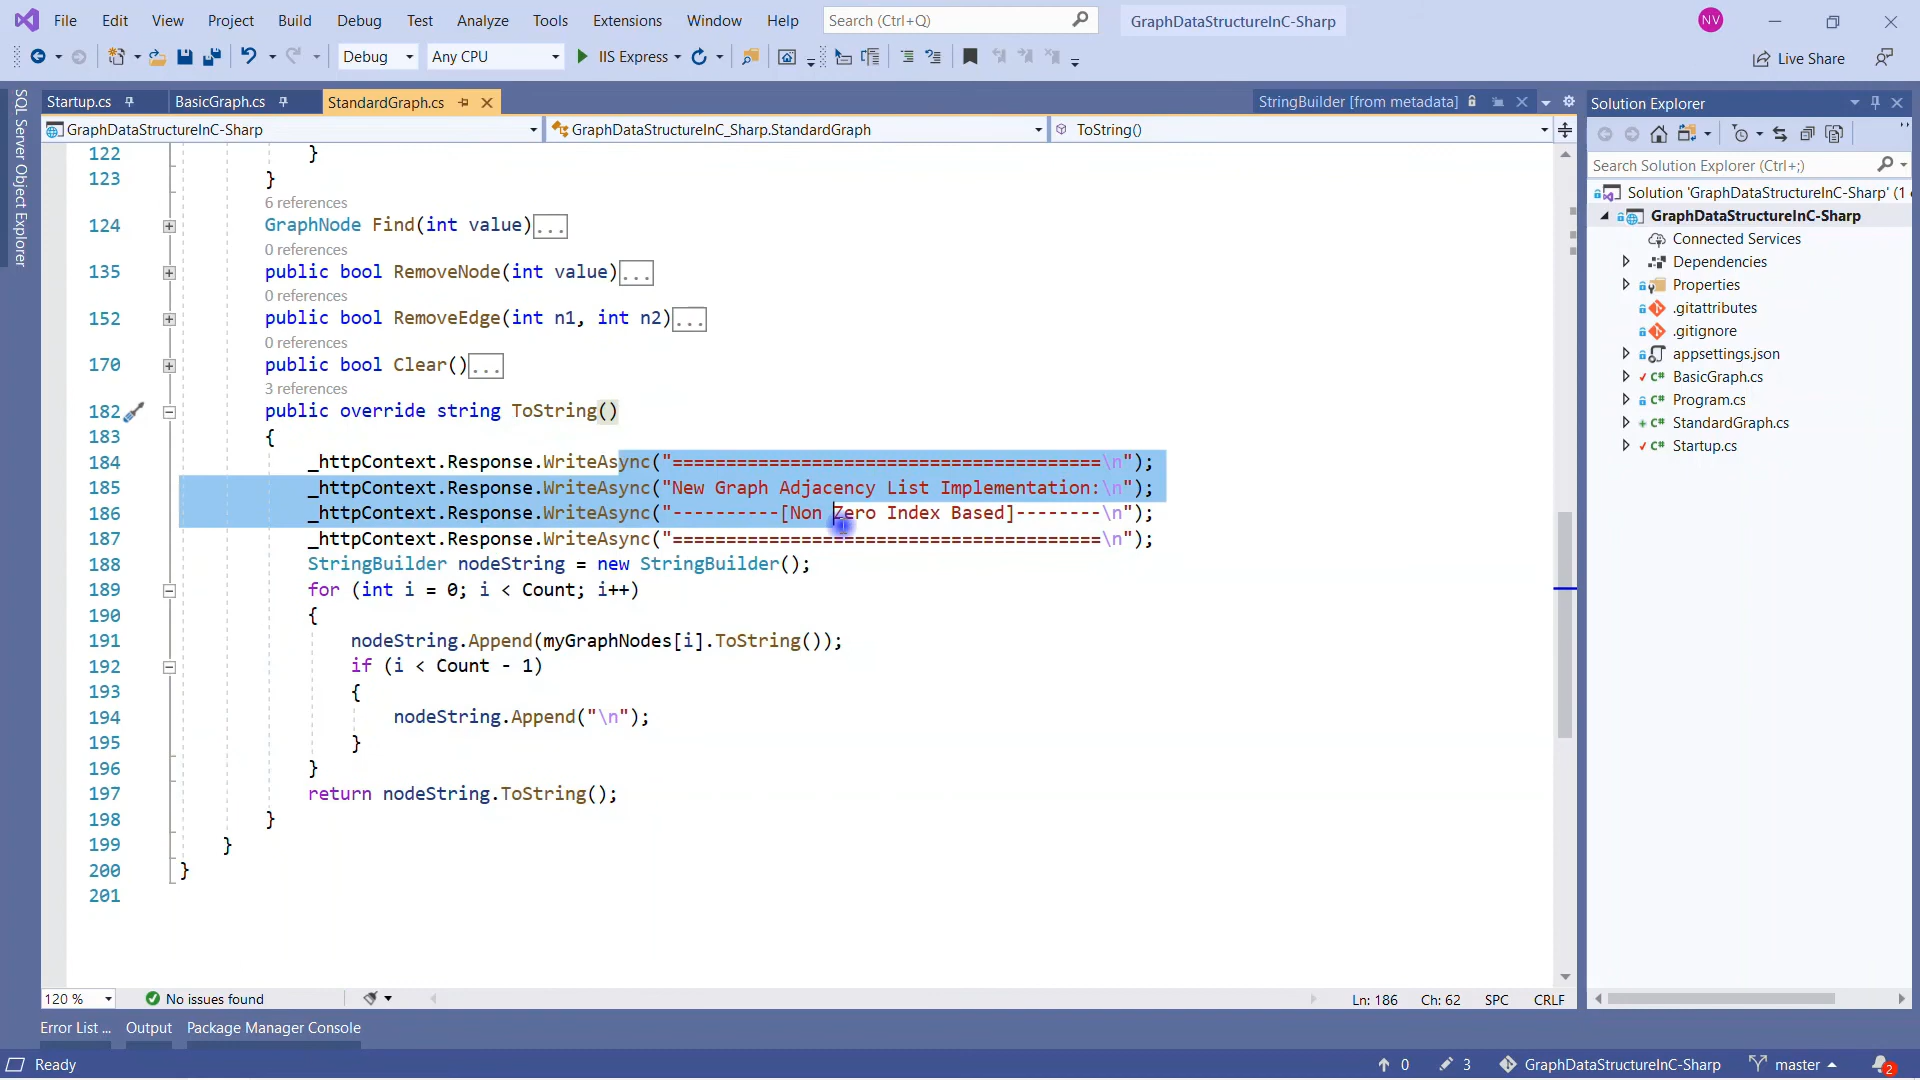 File Edit View Project Build Debug Test Analyze Tools Extensions Window Help Search (Ctrl+Q) GraphDataStructureInC-Sharp NV
Debug Any CPU IIS Express Live Share
SQL Server Object Explorer
Startup.cs BasicGraph.cs StandardGraph.cs StringBuilder [from metadata]
GraphDataStructureInC-Sharp GraphDataStructureInC_Sharp.StandardGraph ToString()
122 }
123 }
6 references
124 GraphNode Find(int value)...
0 references
135 public bool RemoveNode(int value)...
0 references
152 public bool RemoveEdge(int n1, int n2)...
0 references
170 public bool Clear()...
3 references
182 public override string ToString()
183 {
184 _httpContext.Response.WriteAsync("========================================\n");
185 _httpContext.Response.WriteAsync("New Graph Adjacency List Implementation:\n");
186 _httpContext.Response.WriteAsync("----------[Non Zero Index Based]--------\n");
187 _httpContext.Response.WriteAsync("========================================\n");
188 StringBuilder nodeString = new StringBuilder();
189 for (int i = 0; i < Count; i++)
190 {
191 nodeString.Append(myGraphNodes[i].ToString());
192 if (i < Count - 1)
193 {
194 nodeString.Append("\n");
195 }
196 }
197 return nodeString.ToString();
198 }
199 }
200 }
201
120 % No issues found Ln: 186 Ch: 62 SPC CRLF
Solution Explorer
Search Solution Explorer (Ctrl+;)
Solution 'GraphDataStructureInC-Sharp' (1
GraphDataStructureInC-Sharp
Connected Services
Dependencies
Properties
.gitattributes
.gitignore
appsettings.json
BasicGraph.cs
Program.cs
StandardGraph.cs
Startup.cs
Error List ... Output Package Manager Console
Ready 0 3 GraphDataStructureInC-Sharp master 2